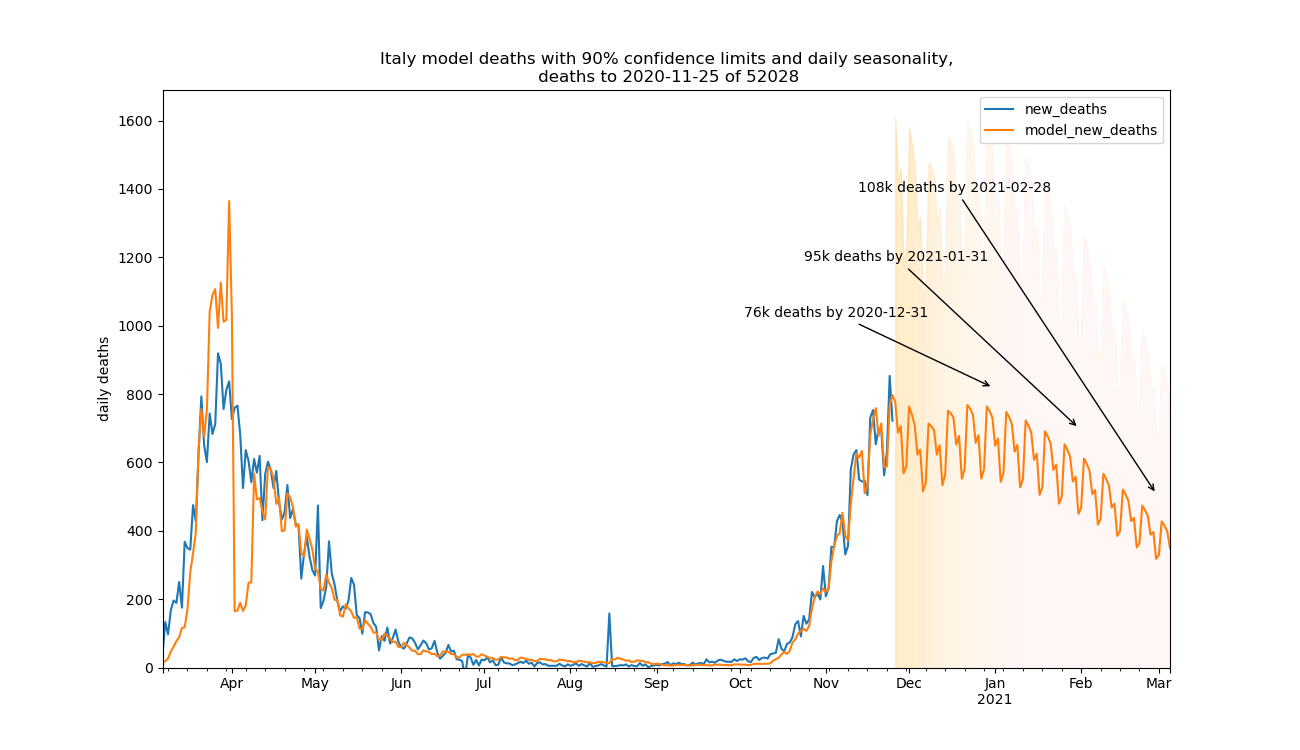 Italy model deaths with 90% confidence limits and daily seasonality,
deaths to 2020-11-25 of 52028
new_deaths
model_new_deaths
108k deaths by 2021-02-28
95k deaths by 2021-01-31
76k deaths by 2020-12-31
daily deaths
1600
1400
1200
1000
800
600
400
200
0
Apr May Jun Jul Aug Sep Oct Nov Dec Jan Feb Mar
2021